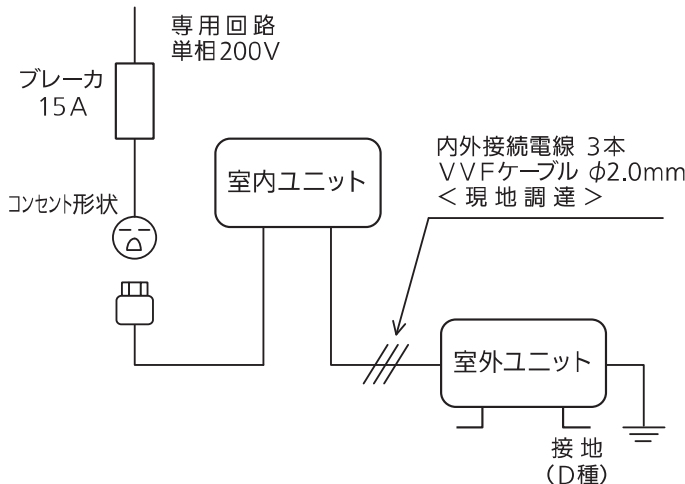 専用回路
単相200V
ブレーカ
15A
コンセント形状
室内ユニット
内外接続電線 3本
VVFケーブル φ2.0mm
<現地調達>
室外ユニット
接地
(D種)